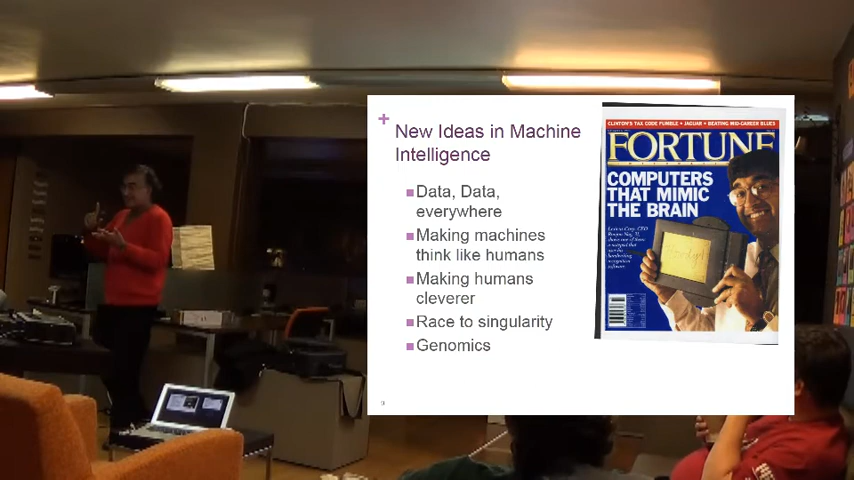 +
New Ideas in Machine
Intelligence
Data, Data,
everywhere
Making machines
think like humans
Making humans
cleverer
Race to singularity
Genomics
CLINTON'S TAX CODE FUMBLE • JAGUAR • BEATING MID-CAREER BLUES
FORTUNE
COMPUTERS
THAT MIMIC
THE BRAIN